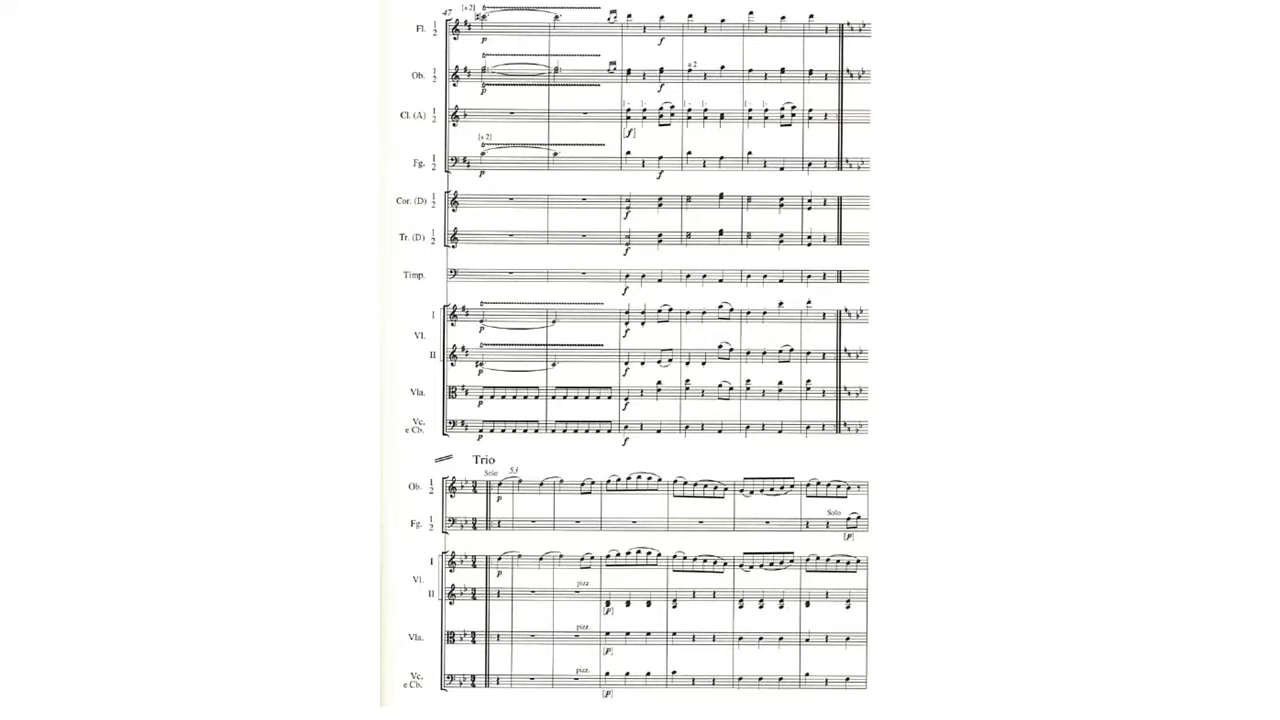 47
[a 2]
Fl. 1 2
p
f
Ob. 1 2
p
f
a 2
Cl. (A) 1 2
[f]
[a 2]
Fg. 1 2
p
f
Cor. (D) 1 2
f
Tr. (D) 1 2
f
Timp.
f
I
p
f
Vl.
II
p
f
Vla.
p
f
Vc.
e Cb.
p
f
Trio
Solo 53
Ob. 1 2
p
Fg. 1 2
Solo
[p]
I
p
Vl.
II
pizz.
[p]
Vla.
pizz.
[p]
Vc.
e Cb.
pizz.
[p]